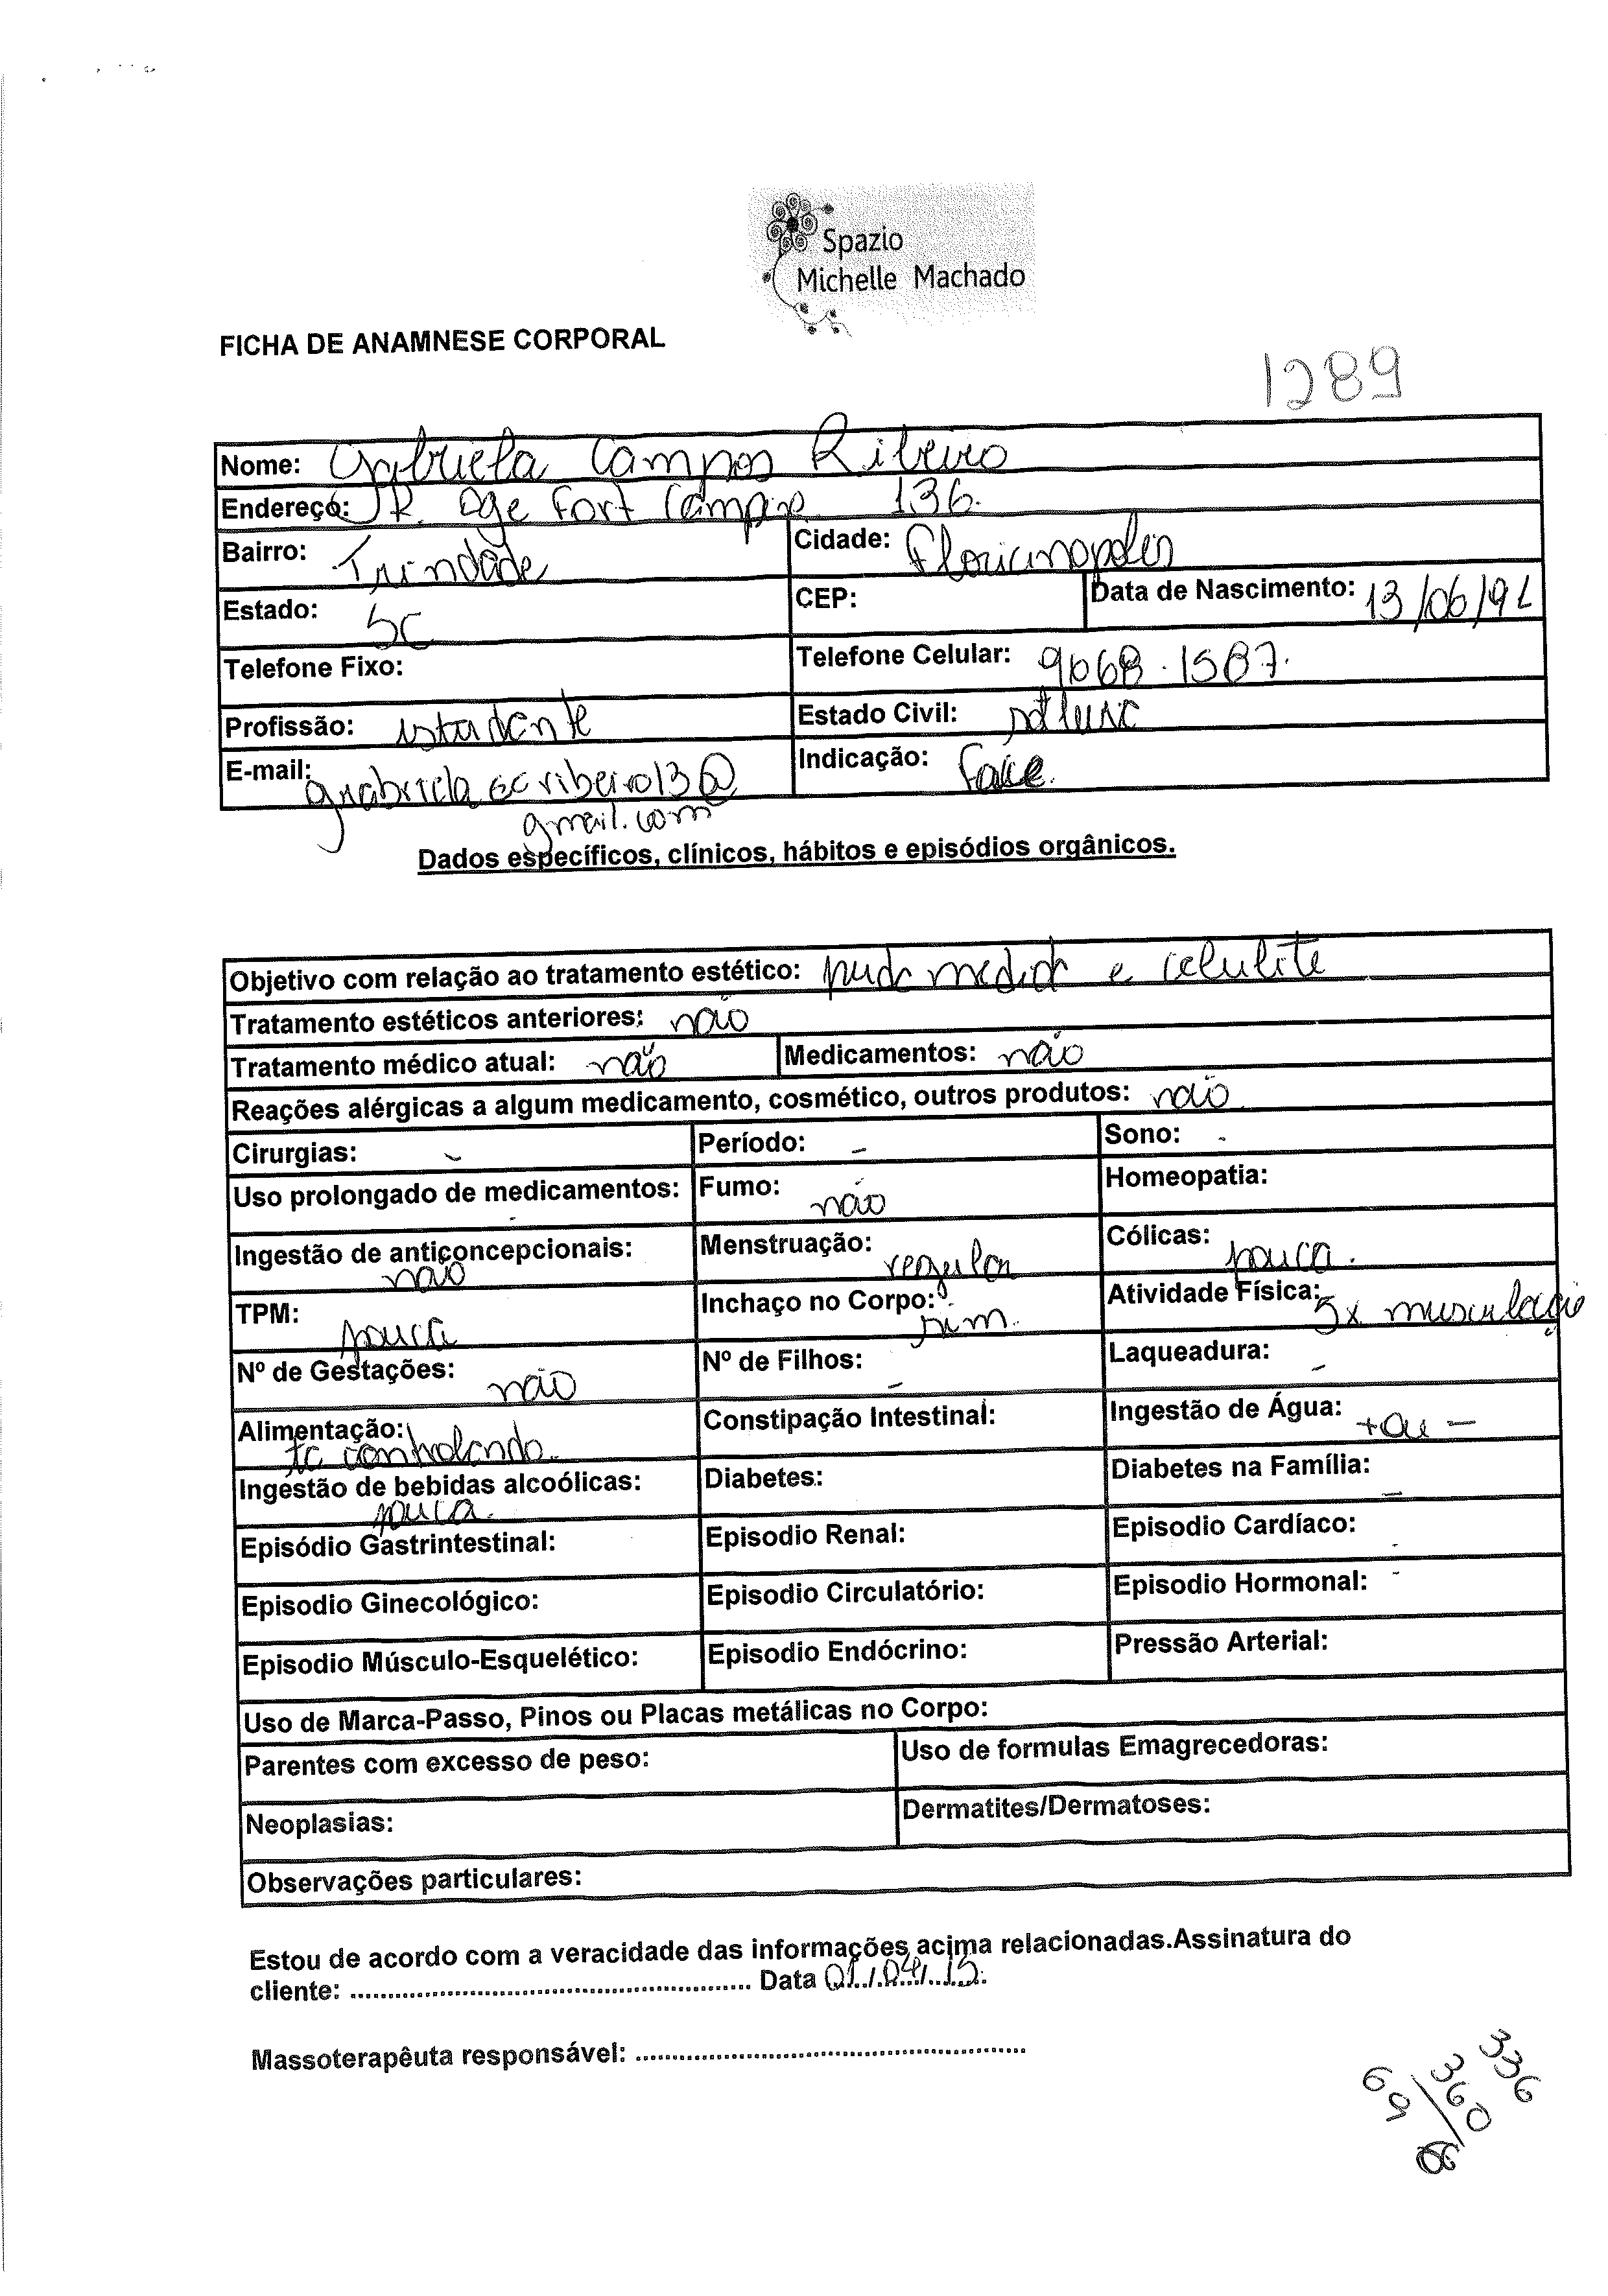 Spazio
Michelle Machado
FICHA DE ANAMNESE CORPORAL
1289
Nome: Gabriela Campos Ribeiro
Endereço: R. Oge Fort 136.
Bairro: Trindade Cidade: Florianopolis
Estado: SC CEP: Data de Nascimento: 13/06/91
Telefone Fixo: Telefone Celular: 9668.1587.
Profissão: estudante Estado Civil: solteira
E-mail: Indicação: Face.
gmail.com
Dados específicos, clínicos, hábitos e episódios orgânicos.
Objetivo com relação ao tratamento estético: medida e celulite
Tratamento estéticos anteriores: não
Tratamento médico atual: não Medicamentos: não
Reações alérgicas a algum medicamento, cosmético, outros produtos: não
Cirurgias: - Período: - Sono: -
Uso prolongado de medicamentos: - Fumo: não Homeopatia:
Ingestão de anticoncepcionais: não Menstruação: regular Cólicas: pouca.
TPM: pouca Inchaço no Corpo: sim. Atividade Física: 5x musculação
Nº de Gestações: não Nº de Filhos: - Laqueadura: -
Alimentação: ta controlando. Constipação Intestinal: Ingestão de Água: +ou -
Ingestão de bebidas alcoólicas: pouca. Diabetes: Diabetes na Família: -
Episódio Gastrintestinal: Episodio Renal: Episodio Cardíaco: -
Episodio Ginecológico: Episodio Circulatório: Episodio Hormonal: -
Episodio Músculo-Esquelético: Episodio Endócrino: Pressão Arterial:
Uso de Marca-Passo, Pinos ou Placas metálicas no Corpo:
Parentes com excesso de peso: Uso de formulas Emagrecedoras:
Neoplasias: Dermatites/Dermatoses:
Observações particulares:
Estou de acordo com a veracidade das informações acima relacionadas.Assinatura do
cliente: ..................................................... Data 01/04/15.
Massoterapêuta responsável: ....................................................
336
360
69